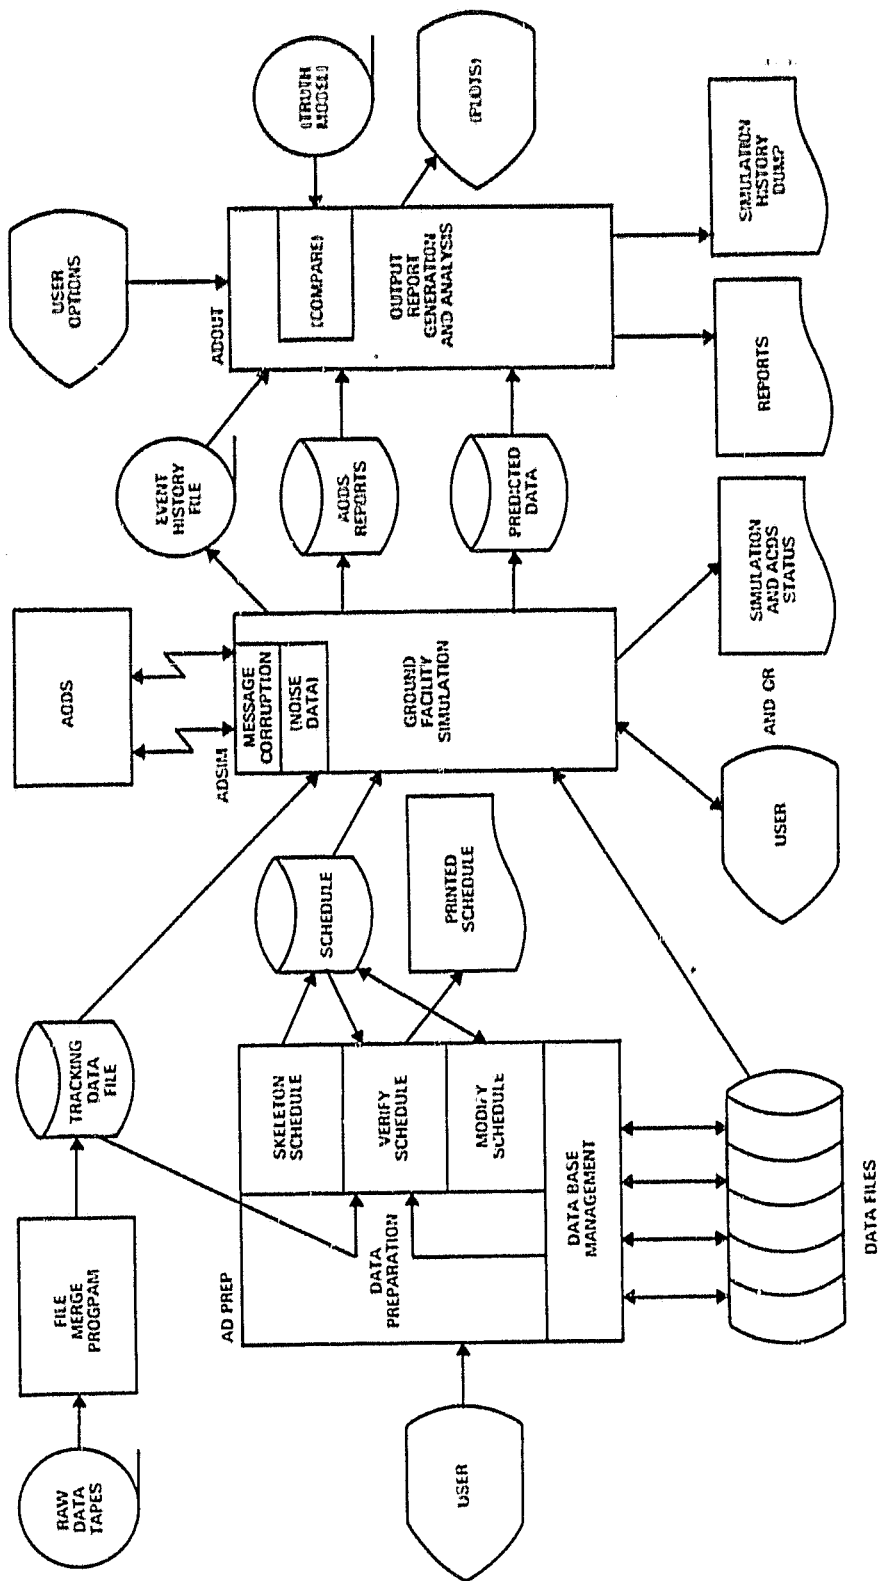 RAW
DATA
TAPES
FILE
MERGE
PROGPAM
TRACKING
DATA
FILE
USER
AD PREP
DATA
PREPARATION
SKELETON
SCHEDULE
VERIFY
SCHEDULE
MODIFY
SCHEDULE
DATA BASE
MANAGEMENT
DATA FILES
SCHEDULE
PRINTED
SCHEDULE
AODS
ADSIM
MESSAGE
CORRUPTION
(NOISE
DATA)
GROUND
FACILITY
SIMULATION
USER
AND OR
SIMULATION
AND AODS
STATUS
EVENT
HISTORY
FILE
AODS
REPORTS
PREDICTED
DATA
USER
OPTIONS
ADOUT
(COMPARE)
OUTPUT
REPORT
GENERATION
AND ANALYSIS
(TRUTH
MODEL)
(PLOTS)
REPORTS
SIMULATION
HISTORY
DUMP